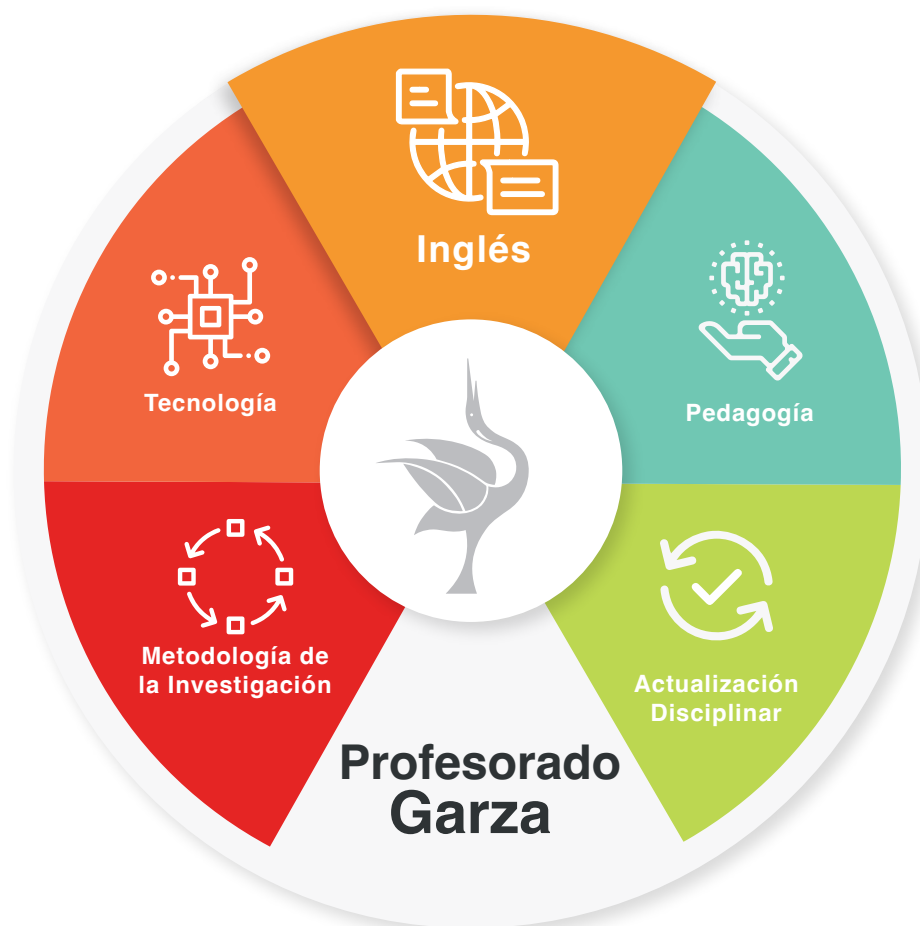 Inglés
Tecnología
Pedagogía
Metodología de
la Investigación
Actualización
Disciplinar
Profesorado
Garza